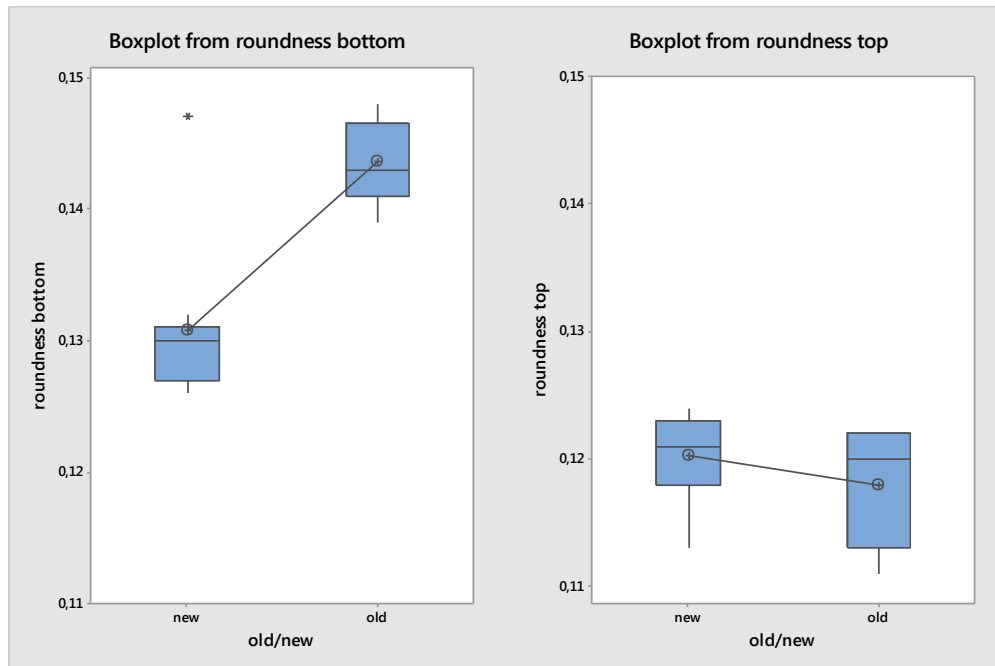 Boxplot from roundness bottom
0,15
0,14
0,13
0,12
0,11
roundness bottom
new
old
old/new
Boxplot from roundness top
0,15
0,14
0,13
0,12
0,11
roundness top
new
old
old/new